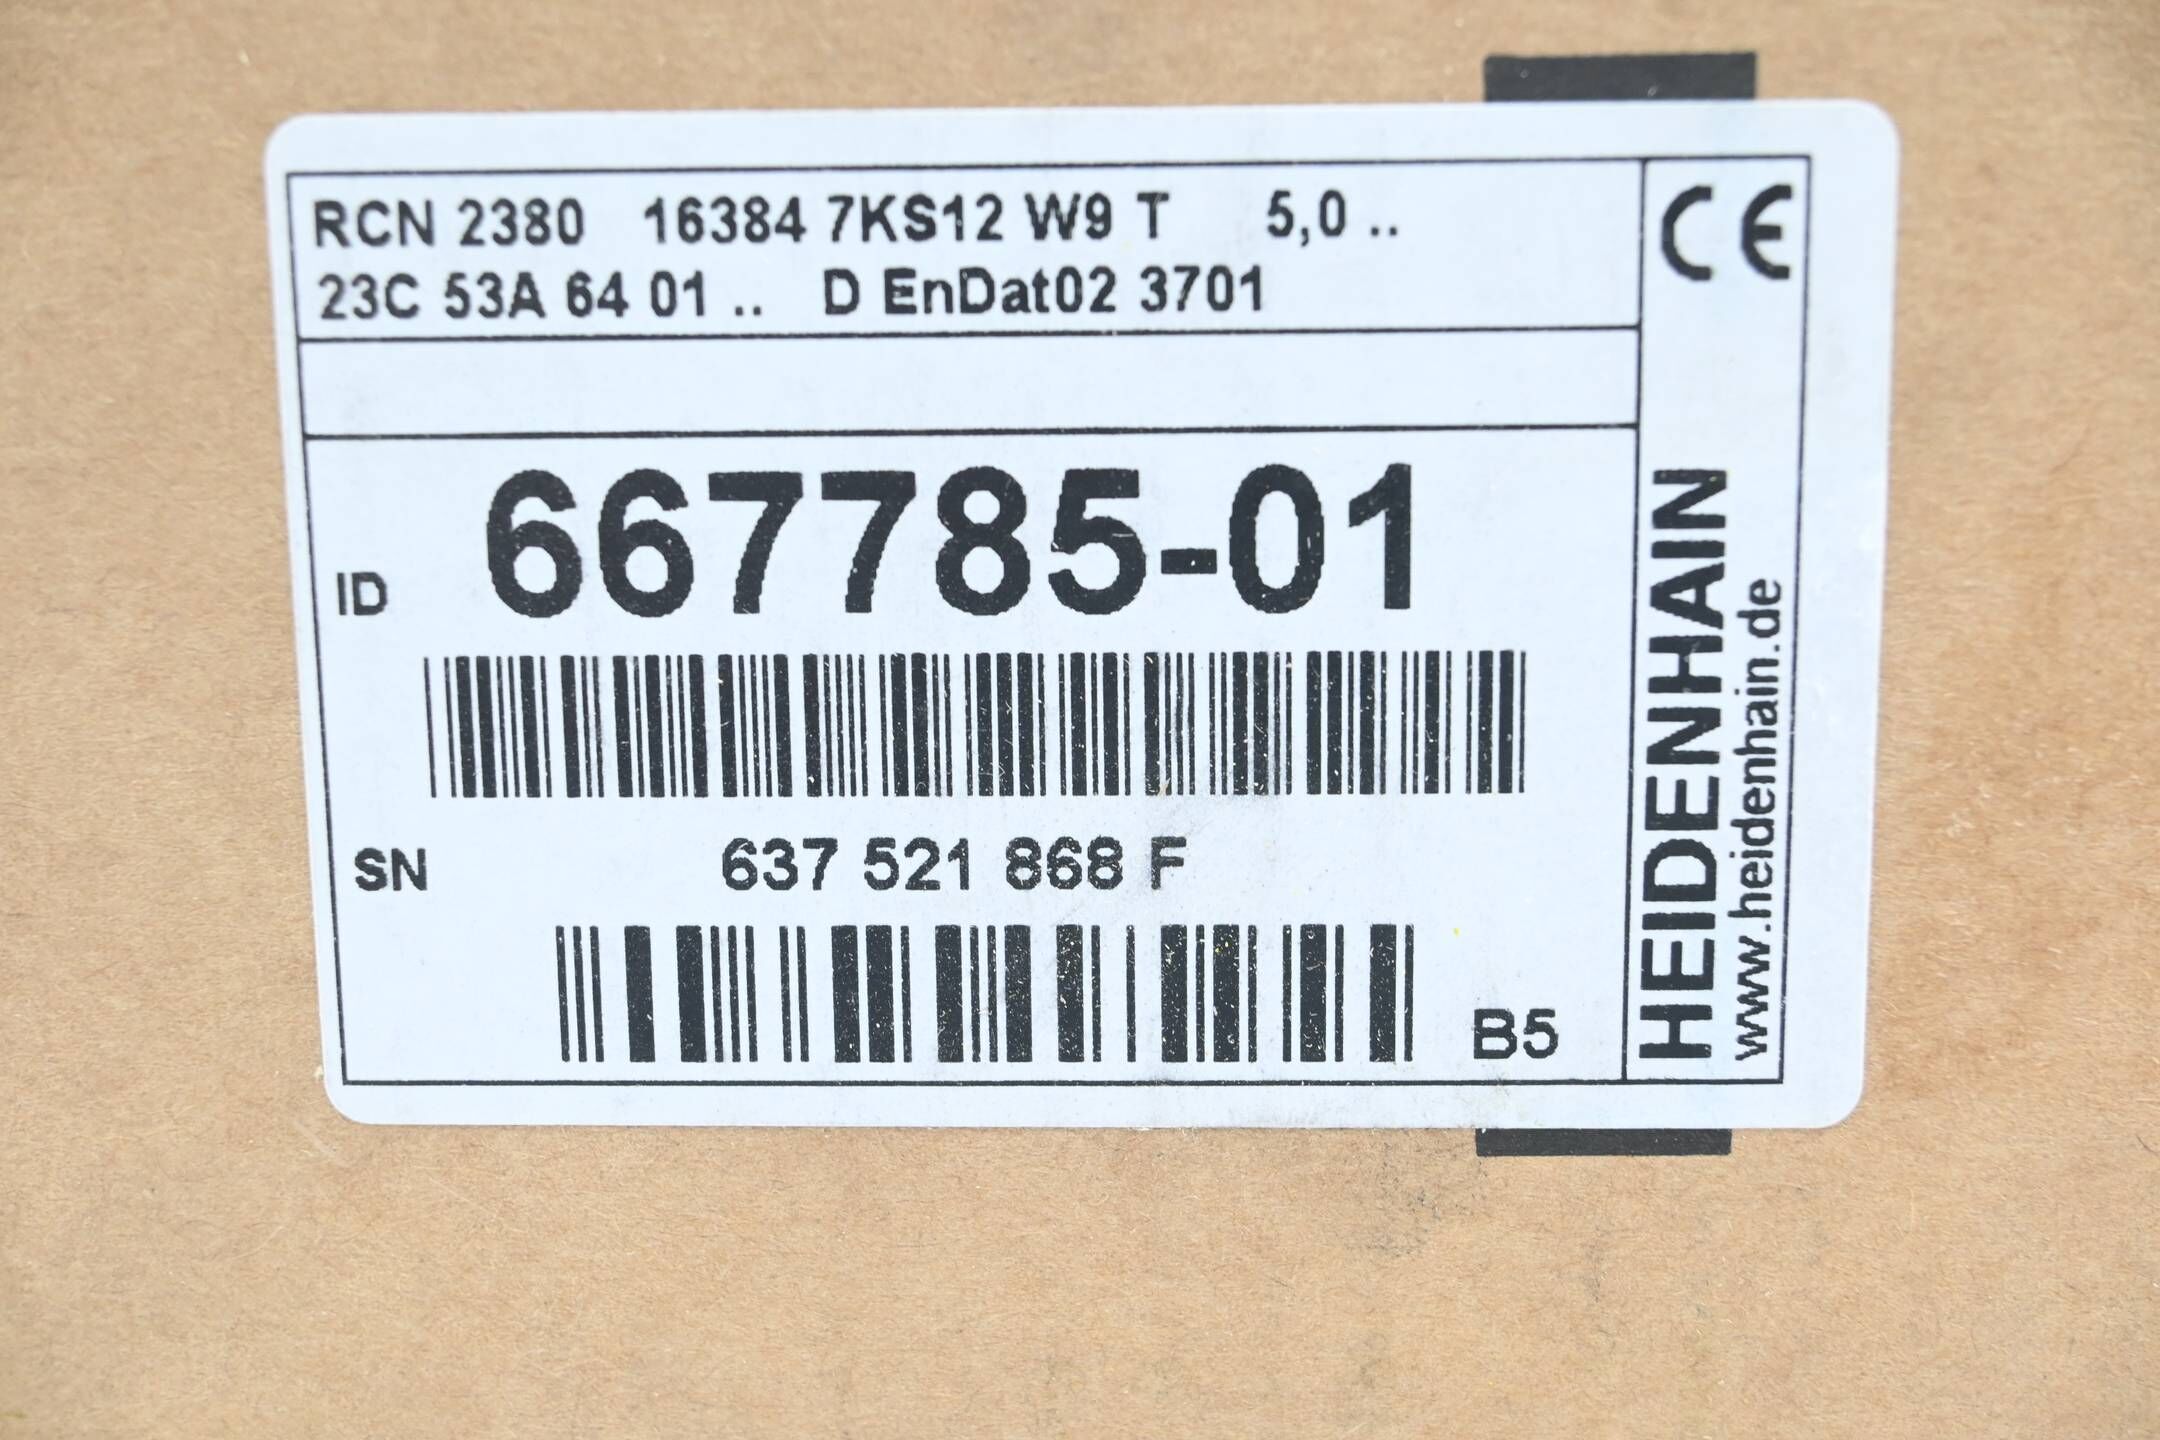 RCN 2380 16384 7KS12 W9 T 5,0 ..
23C 53A 64 01 .. D EnDat02 3701
ID 667785-01
SN 637 521 868 F
B5
CE
HEIDENHAIN
www.heidenhain.de